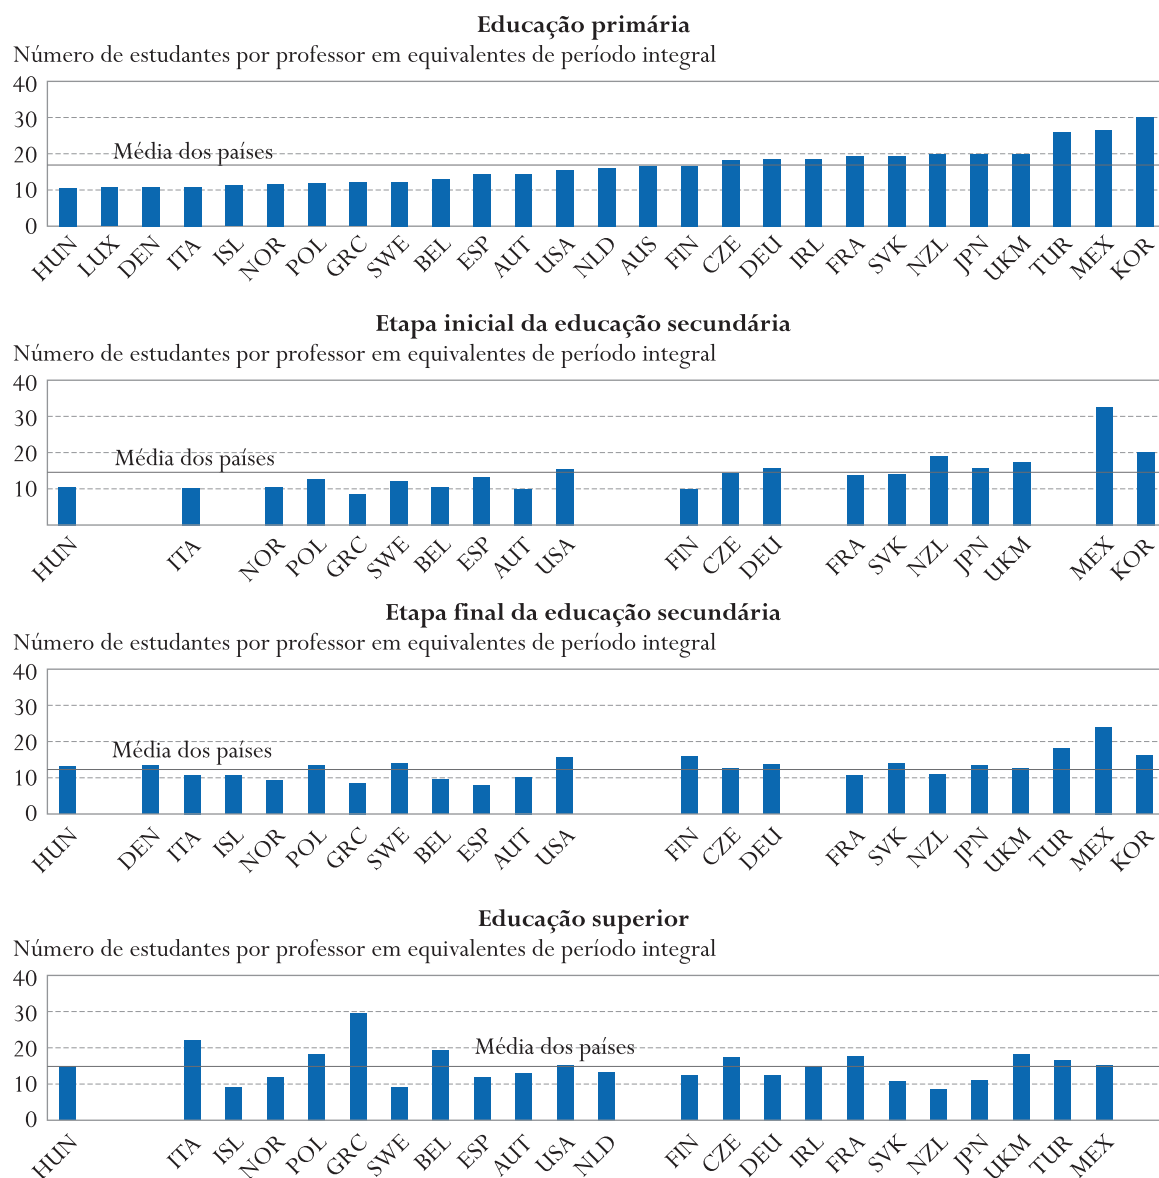 Educação primária
Número de estudantes por professor em equivalentes de período integral
40
30
Média dos países
20
10
0
HUN LUX DEN ITA ISL NOR POL GRC SWE BEL ESP AUT USA NLD AUS FIN CZE DEU IRL FRA SVK NZL JPN UKM TUR MEX KOR
Etapa inicial da educação secundária
Número de estudantes por professor em equivalentes de período integral
40
30
20
Média dos países
10
HUN ITA NOR POL GRC SWE BEL ESP AUT USA FIN CZE DEU FRA SVK NZL JPN UKM MEX KOR
Etapa final da educação secundária
Número de estudantes por professor em equivalentes de período integral
40
30
20
Média dos países
10
0
HUN DEN ITA ISL NOR POL GRC SWE BEL ESP AUT USA FIN CZE DEU FRA SVK NZL JPN UKM TUR MEX KOR
Educação superior
Número de estudantes por professor em equivalentes de período integral
40
30
20
Média dos países
10
0
HUN ITA ISL NOR POL GRC SWE BEL ESP AUT USA NLD FIN CZE DEU IRL FRA SVK NZL JPN UKM TUR MEX